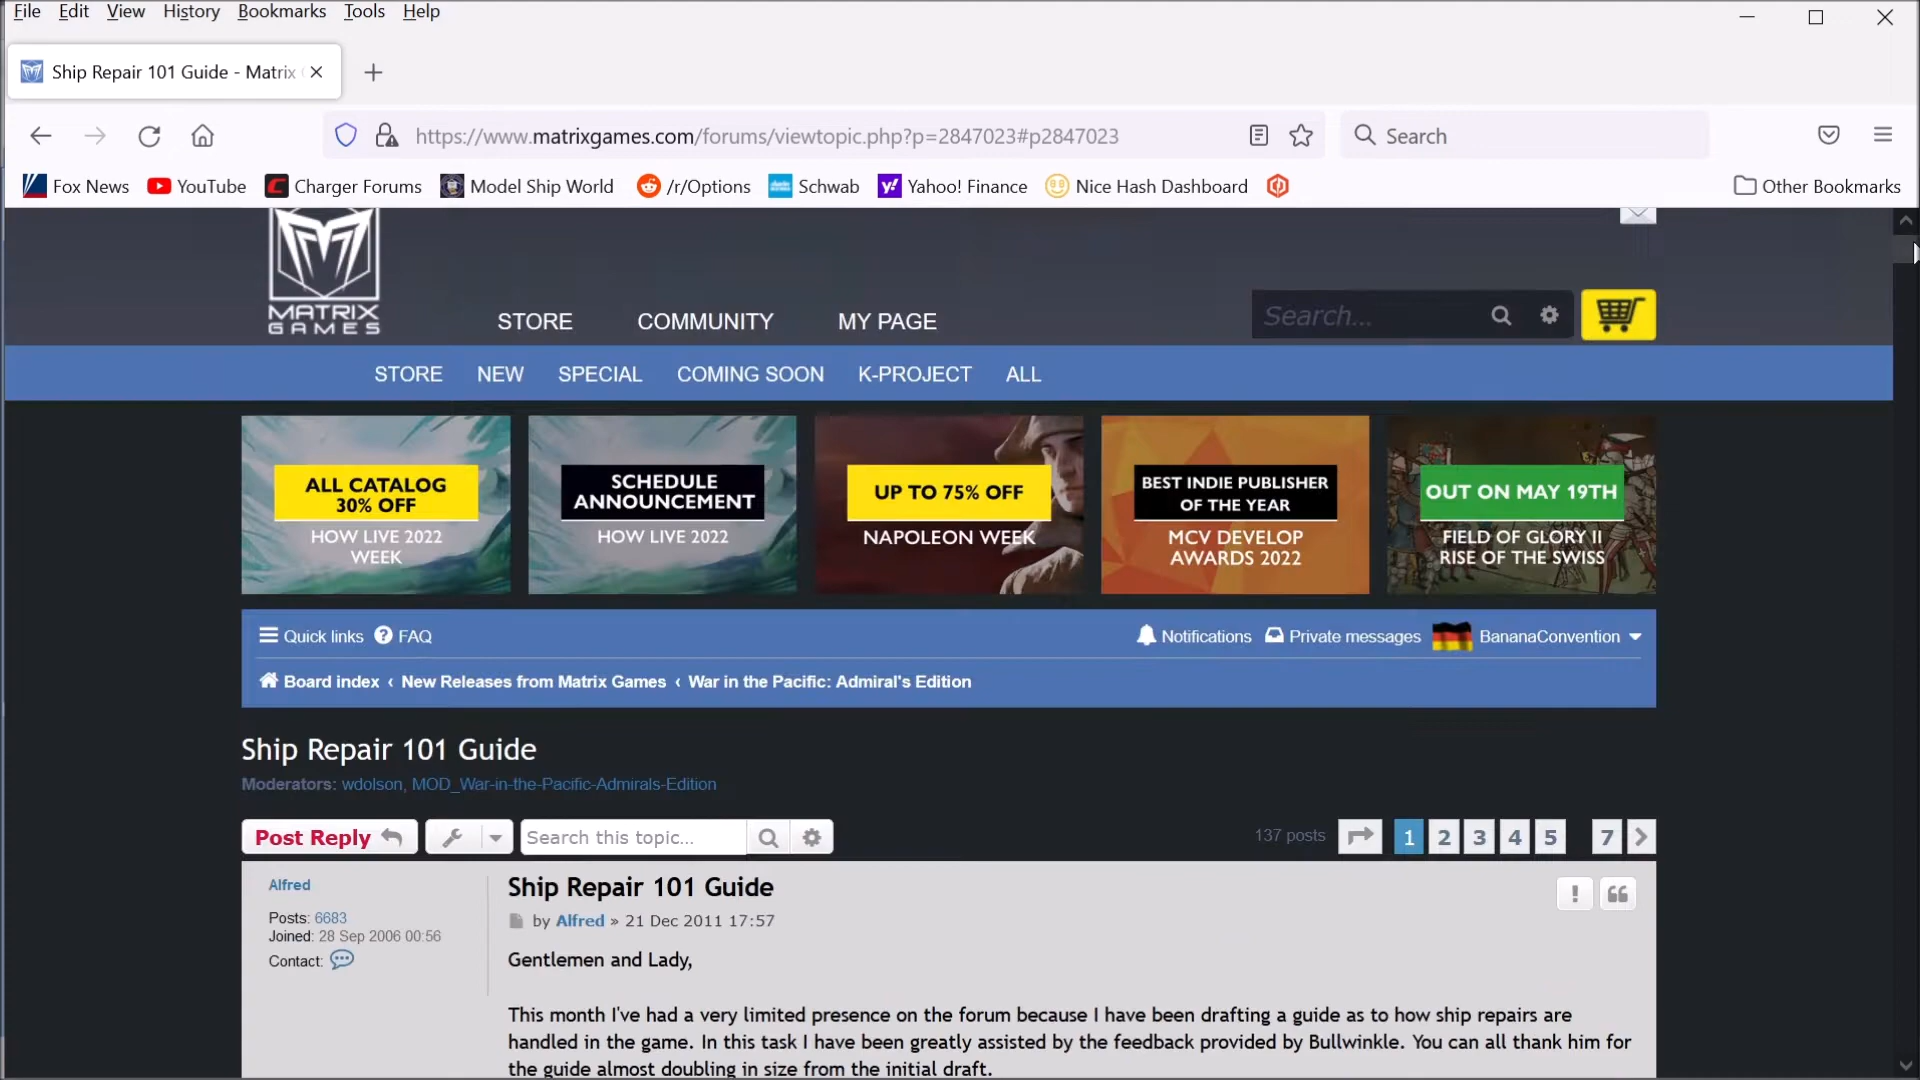 File Edit View History Bookmarks Tools Help
Ship Repair 101 Guide - Matrix
https://www.matrixgames.com/forums/viewtopic.php?p=2847023#p2847023
Search
Fox News YouTube Charger Forums Model Ship World /r/Options Schwab Yahoo! Finance Nice Hash Dashboard Other Bookmarks
MATRIX
GAMES
STORE COMMUNITY MY PAGE
Search...
STORE NEW SPECIAL COMING SOON K-PROJECT ALL
ALL CATALOG
30% OFF
HOW LIVE 2022
WEEK
SCHEDULE
ANNOUNCEMENT
HOW LIVE 2022
UP TO 75% OFF
NAPOLEON WEEK
BEST INDIE PUBLISHER
OF THE YEAR
MCV DEVELOP
AWARDS 2022
OUT ON MAY 19TH
FIELD OF GLORY II
RISE OF THE SWISS
Quick links FAQ Notifications Private messages BananaConvention
Board index ‹ New Releases from Matrix Games ‹ War in the Pacific: Admiral's Edition
Ship Repair 101 Guide
Moderators: wdolson, MOD_War-in-the-Pacific-Admirals-Edition
Post Reply Search this topic... 137 posts 1 2 3 4 5 7
Alfred
Posts: 6683
Joined: 28 Sep 2006 00:56
Contact:
Ship Repair 101 Guide
by Alfred » 21 Dec 2011 17:57
Gentlemen and Lady,
This month I've had a very limited presence on the forum because I have been drafting a guide as to how ship repairs are
handled in the game. In this task I have been greatly assisted by the feedback provided by Bullwinkle. You can all thank him for
the guide almost doubling in size from the initial draft.